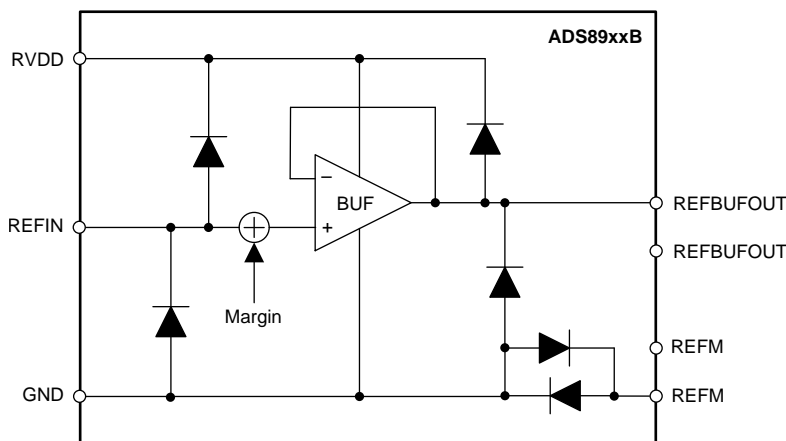 ADS89xxB
RVDD
−
BUF
+
REFBUFOUT
REFIN
REFBUFOUT
Margin
REFM
GND
REFM